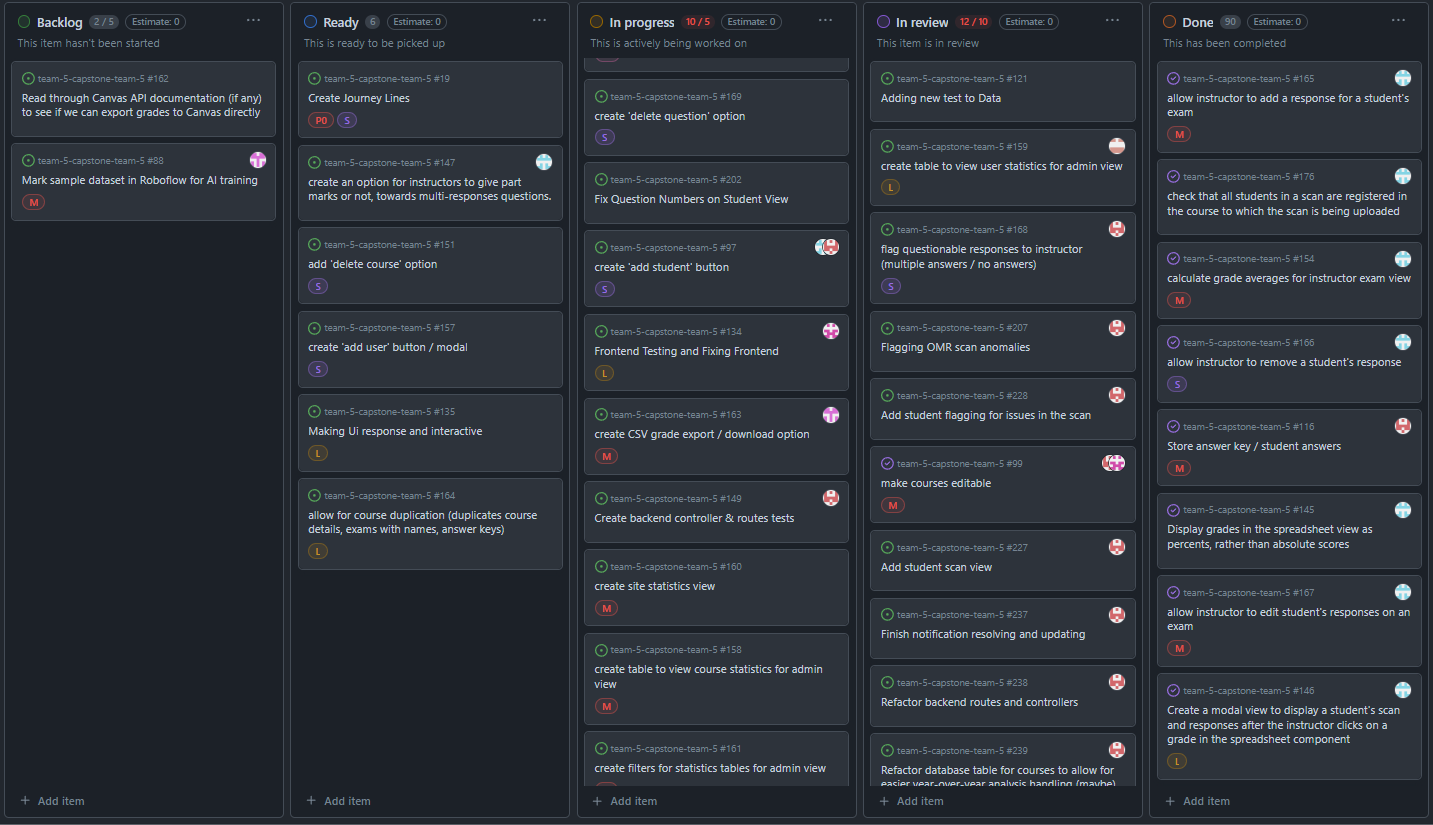 Backlog 2 / 5 Estimate: 0 ···
This item hasn't been started
team-5-capstone-team-5 #162
Read through Canvas API documentation (if any)
to see if we can export grades to Canvas directly
team-5-capstone-team-5 #88
Mark sample dataset in Roboflow for AI training
M
+ Add item
Ready 6 Estimate: 0 ···
This is ready to be picked up
team-5-capstone-team-5 #19
Create Journey Lines
P0 S
team-5-capstone-team-5 #147
create an option for instructors to give part
marks or not, towards multi-responses questions.
team-5-capstone-team-5 #151
add 'delete course' option
S
team-5-capstone-team-5 #157
create 'add user' button / modal
S
team-5-capstone-team-5 #135
Making Ui response and interactive
L
team-5-capstone-team-5 #164
allow for course duplication (duplicates course
details, exams with names, answer keys)
L
+ Add item
In progress 10 / 5 Estimate: 0 ···
This is actively being worked on
team-5-capstone-team-5 #169
create 'delete question' option
S
team-5-capstone-team-5 #202
Fix Question Numbers on Student View
team-5-capstone-team-5 #97
create 'add student' button
S
team-5-capstone-team-5 #134
Frontend Testing and Fixing Frontend
L
team-5-capstone-team-5 #163
create CSV grade export / download option
M
team-5-capstone-team-5 #149
Create backend controller & routes tests
team-5-capstone-team-5 #160
create site statistics view
M
team-5-capstone-team-5 #158
create table to view course statistics for admin
view
M
team-5-capstone-team-5 #161
create filters for statistics tables for admin view
+ Add item
In review 12 / 10 Estimate: 0 ···
This item is in review
team-5-capstone-team-5 #121
Adding new test to Data
team-5-capstone-team-5 #159
create table to view user statistics for admin view
L
team-5-capstone-team-5 #168
flag questionable responses to instructor
(multiple answers / no answers)
S
team-5-capstone-team-5 #207
Flagging OMR scan anomalies
team-5-capstone-team-5 #228
Add student flagging for issues in the scan
team-5-capstone-team-5 #99
make courses editable
M
team-5-capstone-team-5 #227
Add student scan view
team-5-capstone-team-5 #237
Finish notification resolving and updating
team-5-capstone-team-5 #238
Refactor backend routes and controllers
team-5-capstone-team-5 #239
Refactor database table for courses to allow for
easier year-over-year analysis handling (maybe)
+ Add item
Done 90 Estimate: 0 ···
This has been completed
team-5-capstone-team-5 #165
allow instructor to add a response for a student's
exam
M
team-5-capstone-team-5 #176
check that all students in a scan are registered in
the course to which the scan is being uploaded
team-5-capstone-team-5 #154
calculate grade averages for instructor exam view
M
team-5-capstone-team-5 #166
allow instructor to remove a student's response
S
team-5-capstone-team-5 #116
Store answer key / student answers
M
team-5-capstone-team-5 #145
Display grades in the spreadsheet view as
percents, rather than absolute scores
team-5-capstone-team-5 #167
allow instructor to edit student's responses on an
exam
M
team-5-capstone-team-5 #146
Create a modal view to display a student's scan
and responses after the instructor clicks on a
grade in the spreadsheet component
L
+ Add item